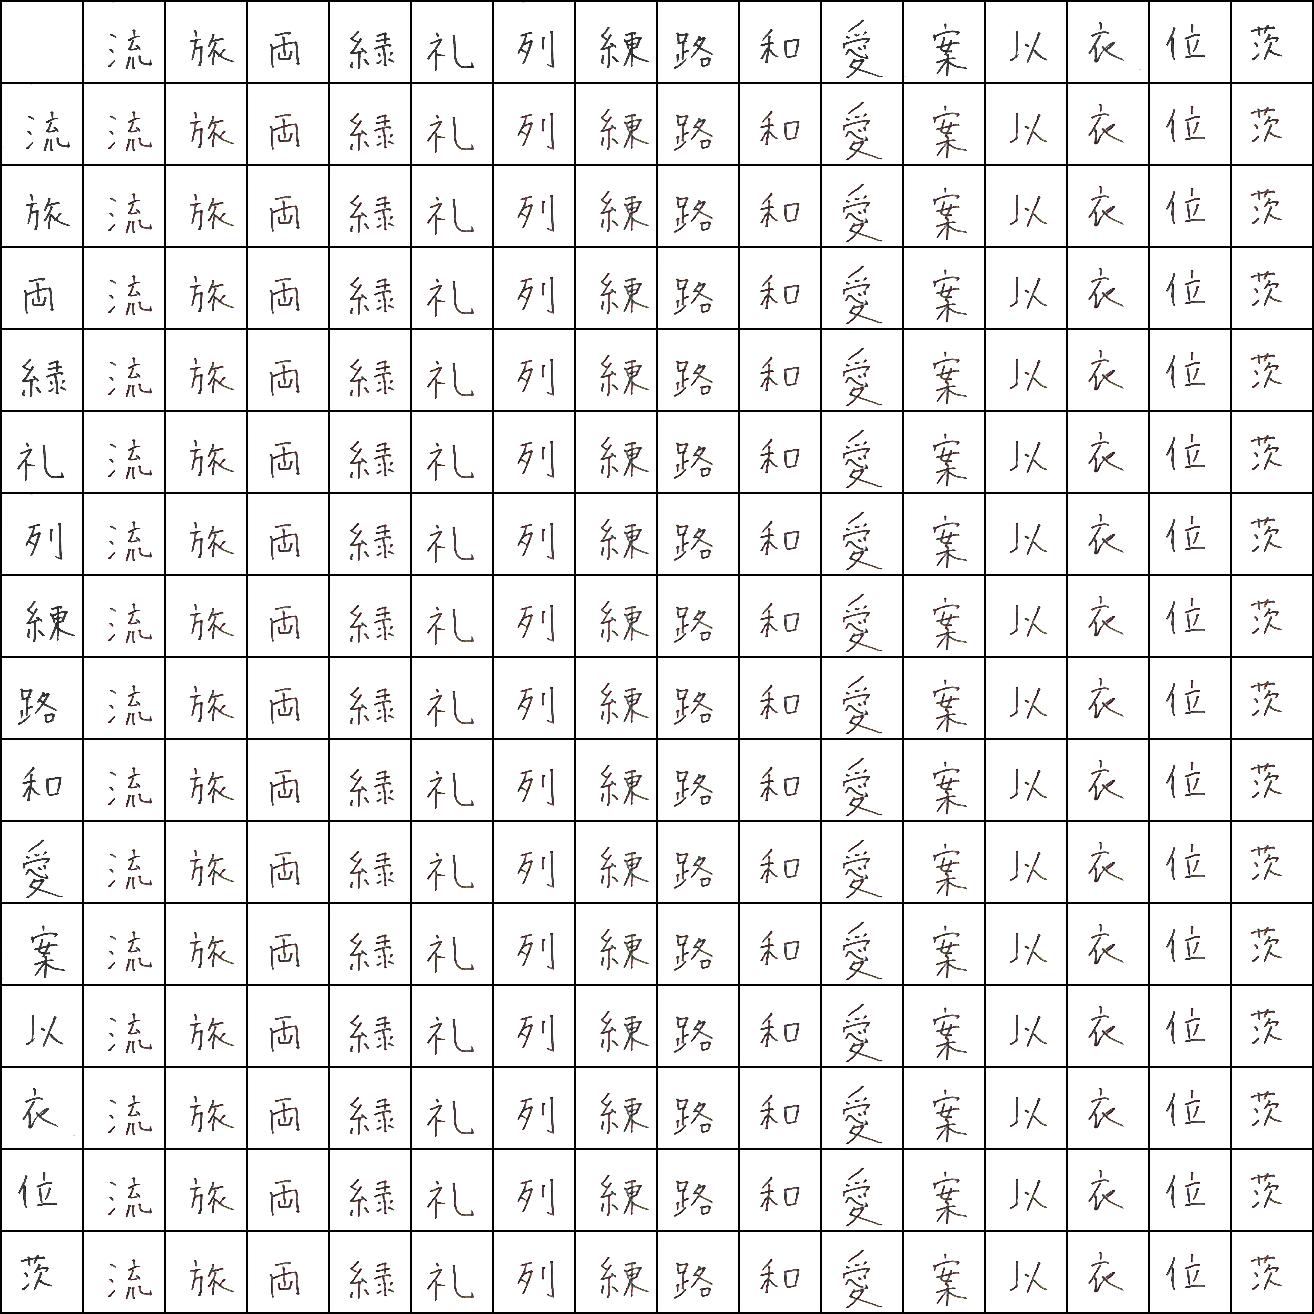 流 旅 両 緑 礼 列 練 路 和 愛 案 以 衣 位 茨
流 流 旅 両 緑 礼 列 練 路 和 愛 案 以 衣 位 茨
旅 流 旅 両 緑 礼 列 練 路 和 愛 案 以 衣 位 茨
両 流 旅 両 緑 礼 列 練 路 和 愛 案 以 衣 位 茨
緑 流 旅 両 緑 礼 列 練 路 和 愛 案 以 衣 位 茨
礼 流 旅 両 緑 礼 列 練 路 和 愛 案 以 衣 位 茨
列 流 旅 両 緑 礼 列 練 路 和 愛 案 以 衣 位 茨
練 流 旅 両 緑 礼 列 練 路 和 愛 案 以 衣 位 茨
路 流 旅 両 緑 礼 列 練 路 和 愛 案 以 衣 位 茨
和 流 旅 両 緑 礼 列 練 路 和 愛 案 以 衣 位 茨
愛 流 旅 両 緑 礼 列 練 路 和 愛 案 以 衣 位 茨
案 流 旅 両 緑 礼 列 練 路 和 愛 案 以 衣 位 茨
以 流 旅 両 緑 礼 列 練 路 和 愛 案 以 衣 位 茨
衣 流 旅 両 緑 礼 列 練 路 和 愛 案 以 衣 位 茨
位 流 旅 両 緑 礼 列 練 路 和 愛 案 以 衣 位 茨
茨 流 旅 両 緑 礼 列 練 路 和 愛 案 以 衣 位 茨